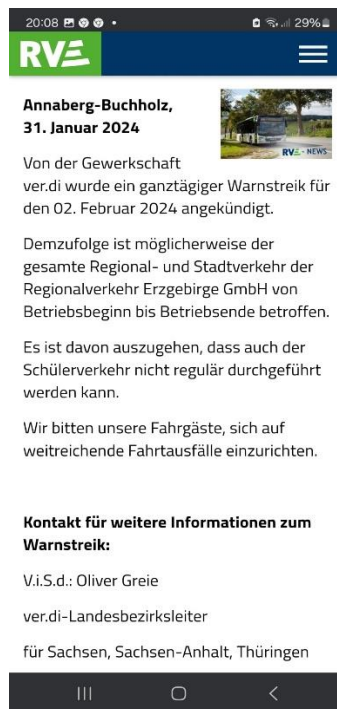 20:08
29%
RVE
Annaberg-Buchholz,
31. Januar 2024
RVE - NEWS
Von der Gewerkschaft
ver.di wurde ein ganztägiger Warnstreik für
den 02. Februar 2024 angekündigt.
Demzufolge ist möglicherweise der
gesamte Regional- und Stadtverkehr der
Regionalverkehr Erzgebirge GmbH von
Betriebsbeginn bis Betriebsende betroffen.
Es ist davon auszugehen, dass auch der
Schülerverkehr nicht regulär durchgeführt
werden kann.
Wir bitten unsere Fahrgäste, sich auf
weitreichende Fahrtausfälle einzurichten.
Kontakt für weitere Informationen zum
Warnstreik:
V.i.S.d.: Oliver Greie
ver.di-Landesbezirksleiter
für Sachsen, Sachsen-Anhalt, Thüringen